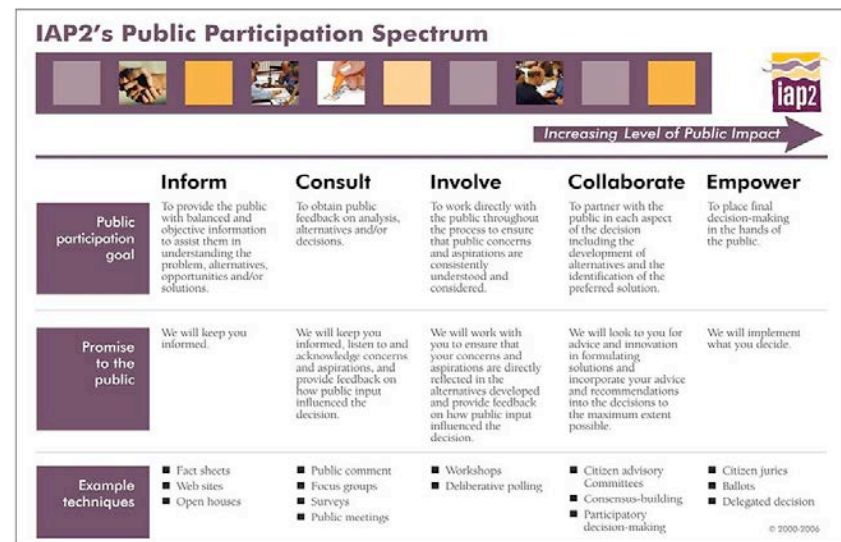 IAP2's Public Participation Spectrum
iap2
Increasing Level of Public Impact
Inform
Consult
Involve
Collaborate
Empower
Public
participation
goal
To provide the public
with balanced and
objective information
to assist them in
understanding the
problem, alternatives,
opportunities and/or
solutions.
To obtain public
feedback on analysis,
alternatives and/or
decisions.
To work directly with
the public throughout
the process to ensure
that public concerns
and aspirations are
consistently
understood and
considered.
To partner with the
public in each aspect
of the decision
including the
development of
alternatives and the
identification of the
preferred solution.
To place final
decision-making
in the hands of
the public.
Promise
to the
public
We will keep you
informed.
We will keep you
informed, listen to and
acknowledge concerns
and aspirations, and
provide feedback on
how public input
influenced the
decision.
We will work with
you to ensure that
your concerns and
aspirations are directly
reflected in the
alternatives developed
and provide feedback
on how public input
influenced the
decision.
We will look to you for
advice and innovation
in formulating
solutions and
incorporate your advice
and recommendations
into the decisions to
the maximum extent
possible.
We will implement
what you decide.
Example
techniques
■ Fact sheets
■ Web sites
■ Open houses
■ Public comment
■ Focus groups
■ Surveys
■ Public meetings
■ Workshops
■ Deliberative polling
■ Citizen advisory
Committees
■ Consensus-building
■ Participatory
decision-making
■ Citizen juries
■ Ballots
■ Delegated decision
© 2000-2006